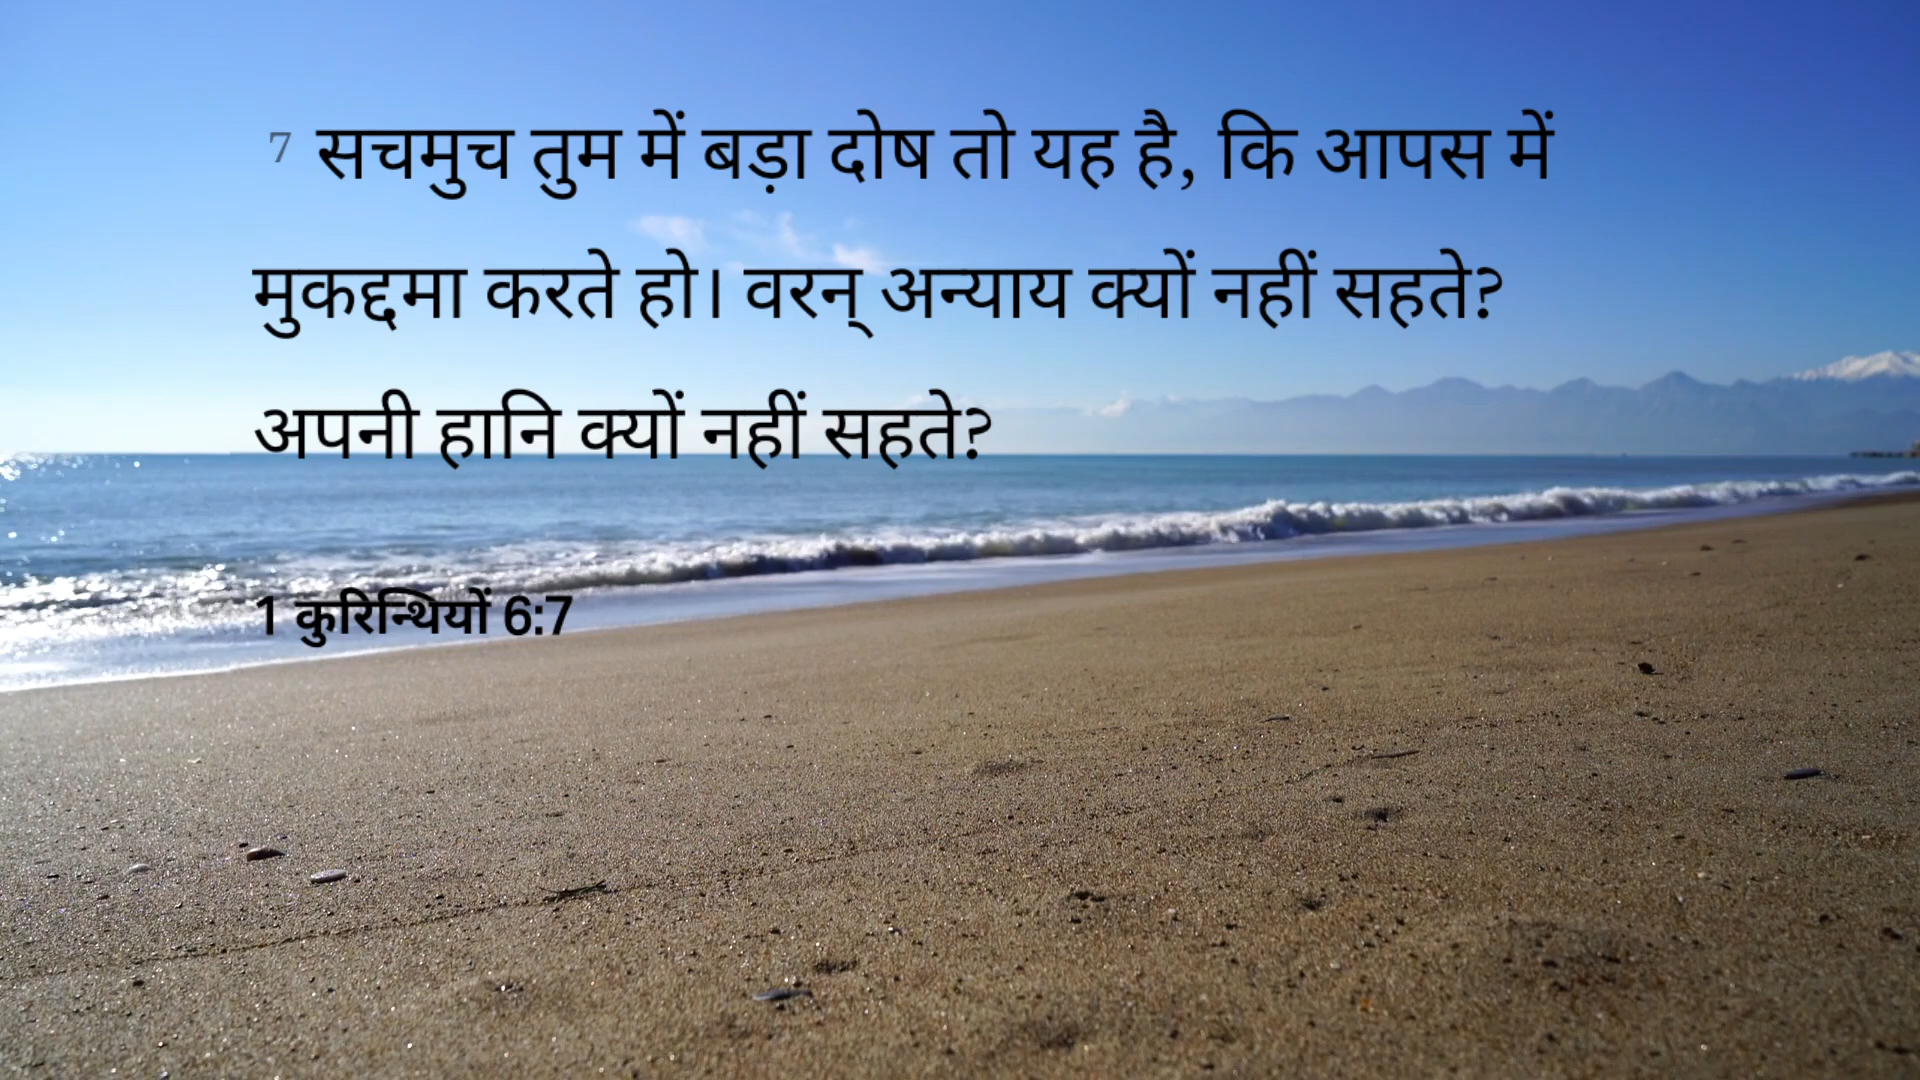 7 सचमुच तुम में बड़ा दोष तो यह है, कि आपस में
मुकद्दमा करते हो। वरन् अन्याय क्यों नहीं सहते?
अपनी हानि क्यों नहीं सहते?
1 कुरिन्थियों 6:7